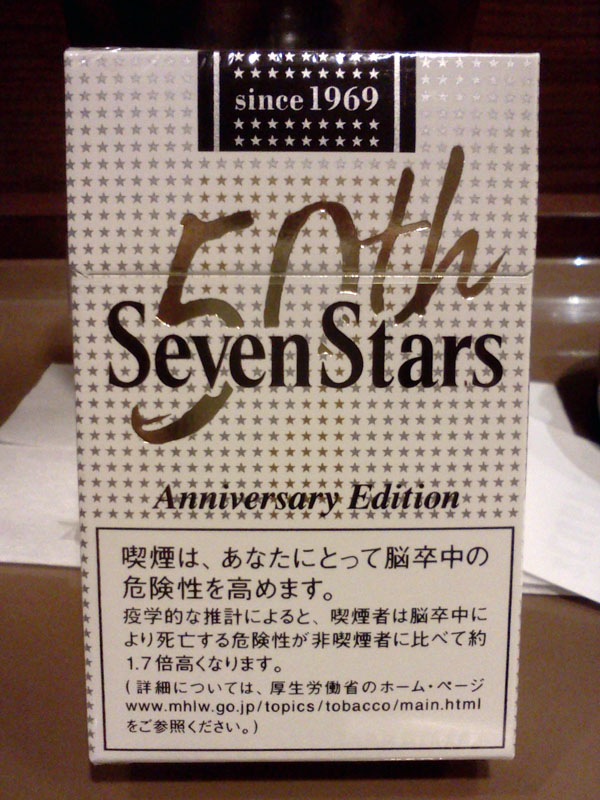 since 1969
50th
Seven Stars
Anniversary Edition
喫煙は、あなたにとって脳卒中の
危険性を高めます。
疫学的な推計によると、喫煙者は脳卒中に
より死亡する危険性が非喫煙者に比べて約
1.7倍高くなります。
(詳細については、厚生労働省のホーム・ページ
www.mhlw.go.jp/topics/tobacco/main.html
をご参照ください。)